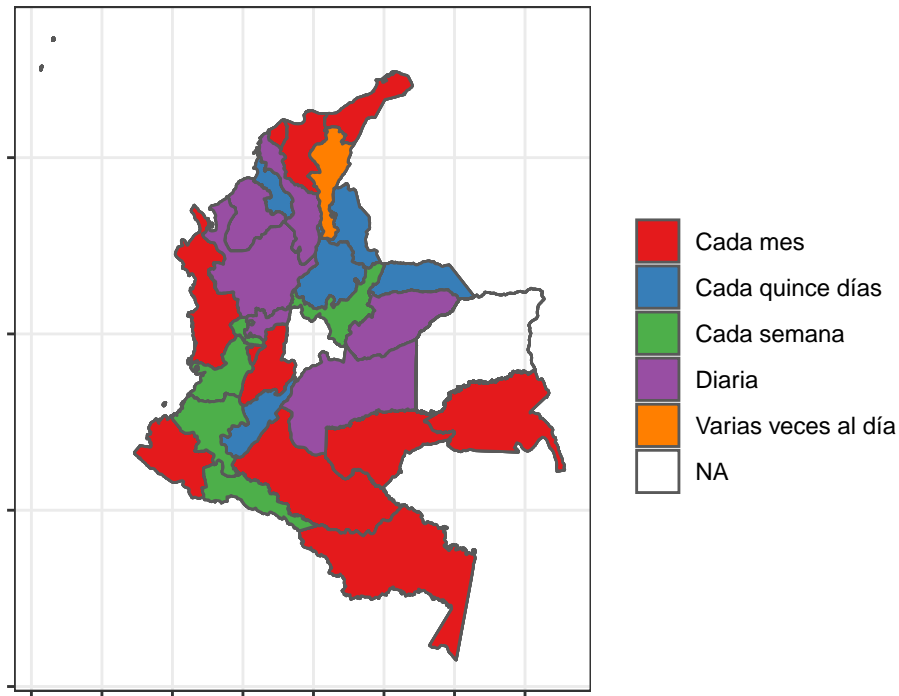 Cada mes
Cada quince días
Cada semana
Diaria
Varias veces al día
NA